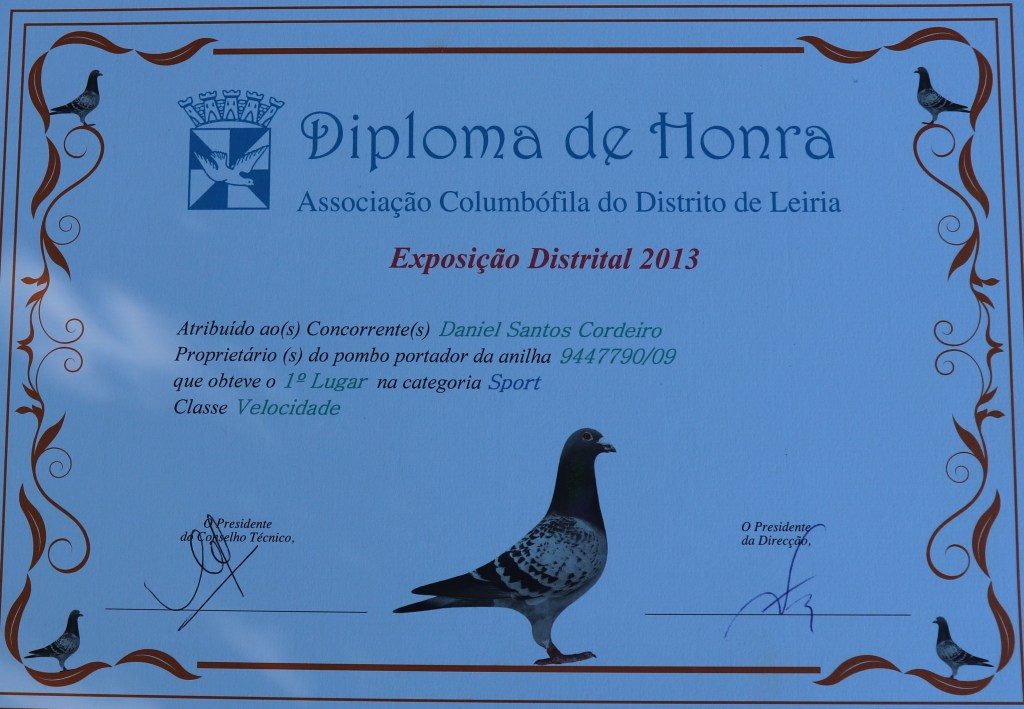 Diploma de Honra
Associação Columbófila do Distrito de Leiria
Exposição Distrital 2013
Atribuído ao(s) Concorrente(s) Daniel Santos Cordeiro
Proprietário (s) do pombo portador da anilha 9447790/09
que obteve o 1º Lugar na categoria Sport
Classe Velocidade
O Presidente
do Conselho Técnico,
O Presidente
da Direcção,